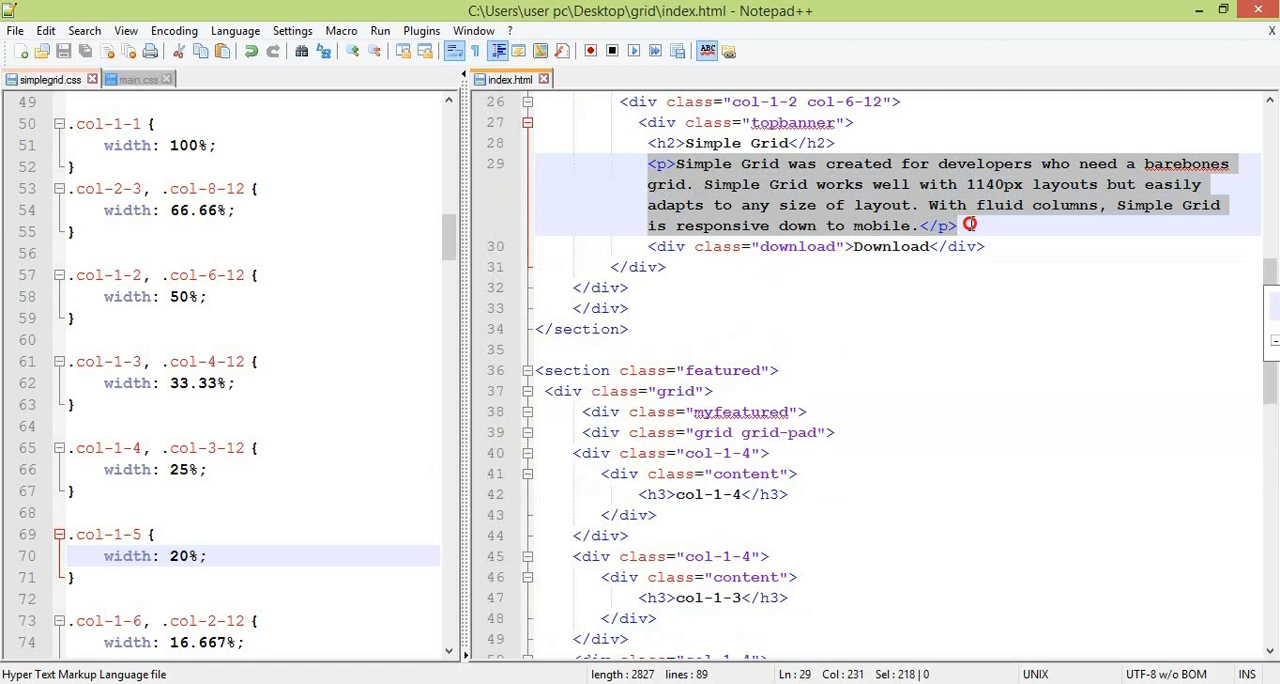 C:\Users\user pc\Desktop\grid\index.html - Notepad++
File Edit Search View Encoding Language Settings Macro Run Plugins Window ? X
simplegrid.css main.css index.html
49
50 .col-1-1 {
51 width: 100%;
52 }
53 .col-2-3, .col-8-12 {
54 width: 66.66%;
55 }
56
57 .col-1-2, .col-6-12 {
58 width: 50%;
59 }
60
61 .col-1-3, .col-4-12 {
62 width: 33.33%;
63 }
64
65 .col-1-4, .col-3-12 {
66 width: 25%;
67 }
68
69 .col-1-5 {
70 width: 20%;
71 }
72
73 .col-1-6, .col-2-12 {
74 width: 16.667%;
26 <div class="col-1-2 col-6-12">
27 <div class="topbanner">
28 <h2>Simple Grid</h2>
29 <p>Simple Grid was created for developers who need a barebones
grid. Simple Grid works well with 1140px layouts but easily
adapts to any size of layout. With fluid columns, Simple Grid
is responsive down to mobile.</p>
30 <div class="download">Download</div>
31 </div>
32 </div>
33 </div>
34 </section>
35
36 <section class="featured">
37 <div class="grid">
38 <div class="myfeatured">
39 <div class="grid grid-pad">
40 <div class="col-1-4">
41 <div class="content">
42 <h3>col-1-4</h3>
43 </div>
44 </div>
45 <div class="col-1-4">
46 <div class="content">
47 <h3>col-1-3</h3>
48 </div>
49 </div>
<div class="col-1-4">
Hyper Text Markup Language file length : 2827 lines : 89 Ln : 29 Col : 231 Sel : 218 | 0 UNIX UTF-8 w/o BOM INS